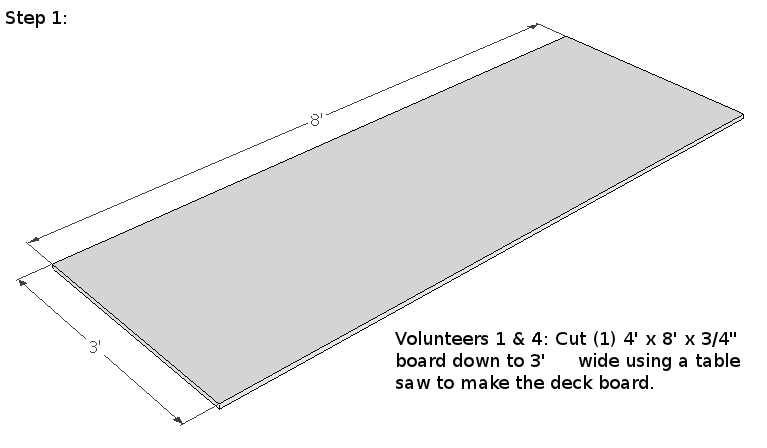 Step 1:
8'
3'
Volunteers 1 & 4: Cut (1) 4' x 8' x 3/4"
board down to 3' wide using a table
saw to make the deck board.